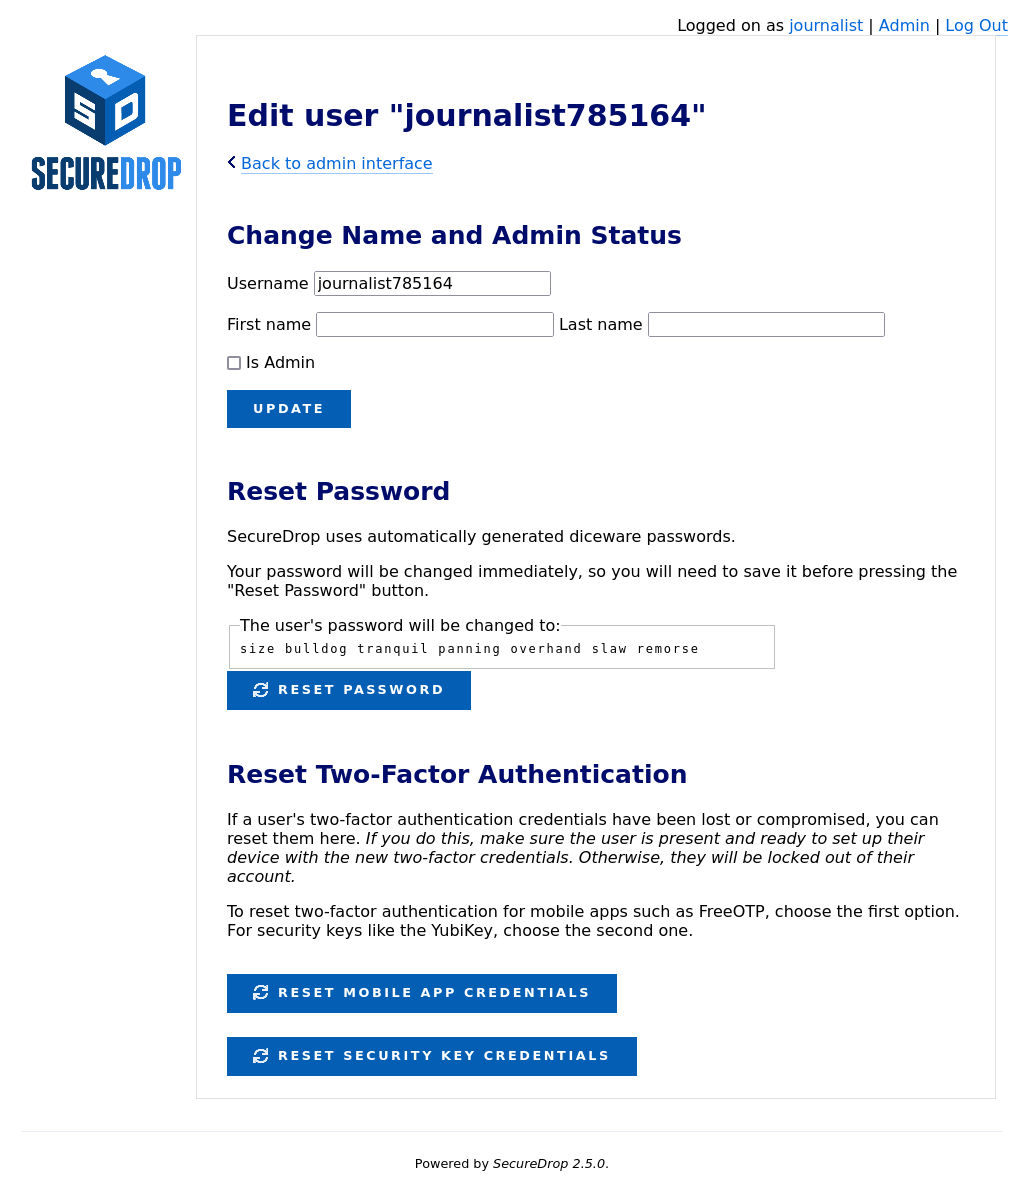 Logged on as journalist | Admin | Log Out
SECUREDROP
Edit user "journalist785164"
Back to admin interface
Change Name and Admin Status
Username journalist785164
First name Last name
Is Admin
UPDATE
Reset Password
SecureDrop uses automatically generated diceware passwords.
Your password will be changed immediately, so you will need to save it before pressing the
"Reset Password" button.
The user's password will be changed to:
size bulldog tranquil panning overhand slaw remorse
RESET PASSWORD
Reset Two-Factor Authentication
If a user's two-factor authentication credentials have been lost or compromised, you can
reset them here. If you do this, make sure the user is present and ready to set up their
device with the new two-factor credentials. Otherwise, they will be locked out of their
account.
To reset two-factor authentication for mobile apps such as FreeOTP, choose the first option.
For security keys like the YubiKey, choose the second one.
RESET MOBILE APP CREDENTIALS
RESET SECURITY KEY CREDENTIALS
Powered by SecureDrop 2.5.0.